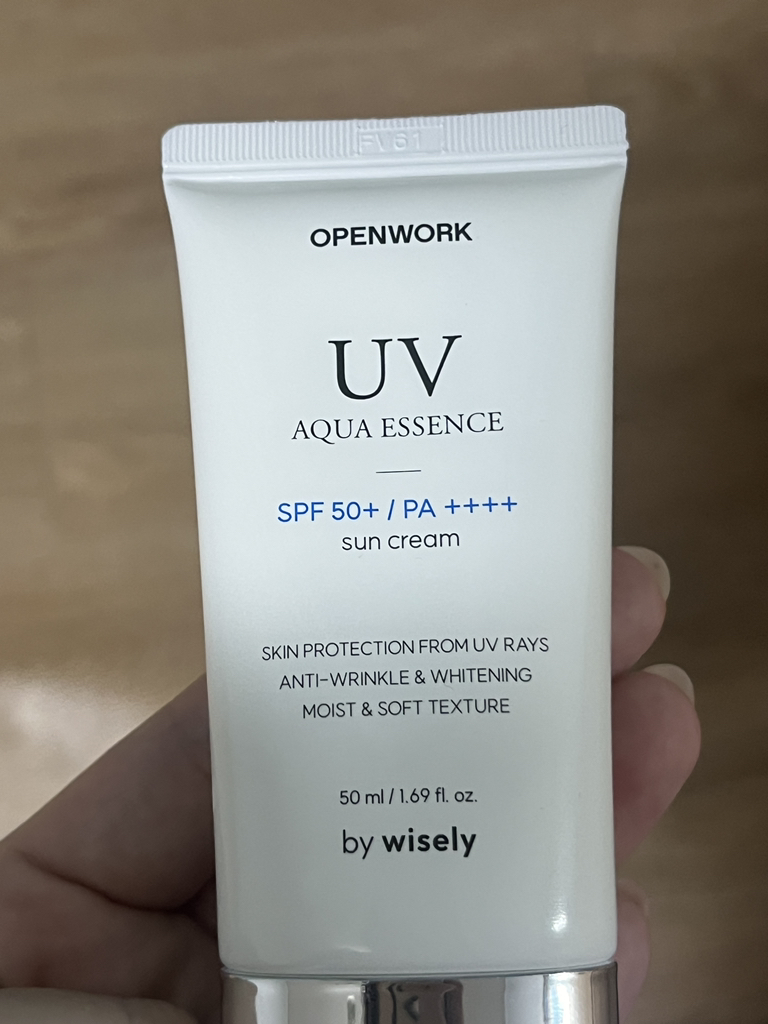 OPENWORK
UV
AQUA ESSENCE
SPF 50+ / PA ++++
sun cream
SKIN PROTECTION FROM UV RAYS
ANTI-WRINKLE & WHITENING
MOIST & SOFT TEXTURE
50 ml / 1.69 fl. oz.
by wisely